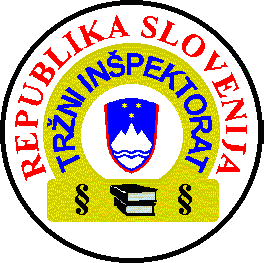 REPUBLIKA SLOVENIJA
TRŽNI INŠPEKTORAT
§ §